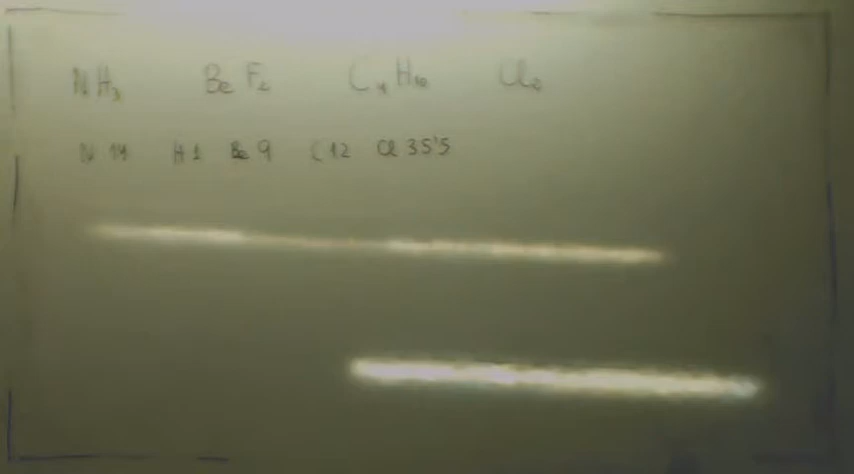 NH₃ BeF₂ C₄H₁₀ Cl₂
N 14 H 1 Be 9 C 12 Cl 35'5